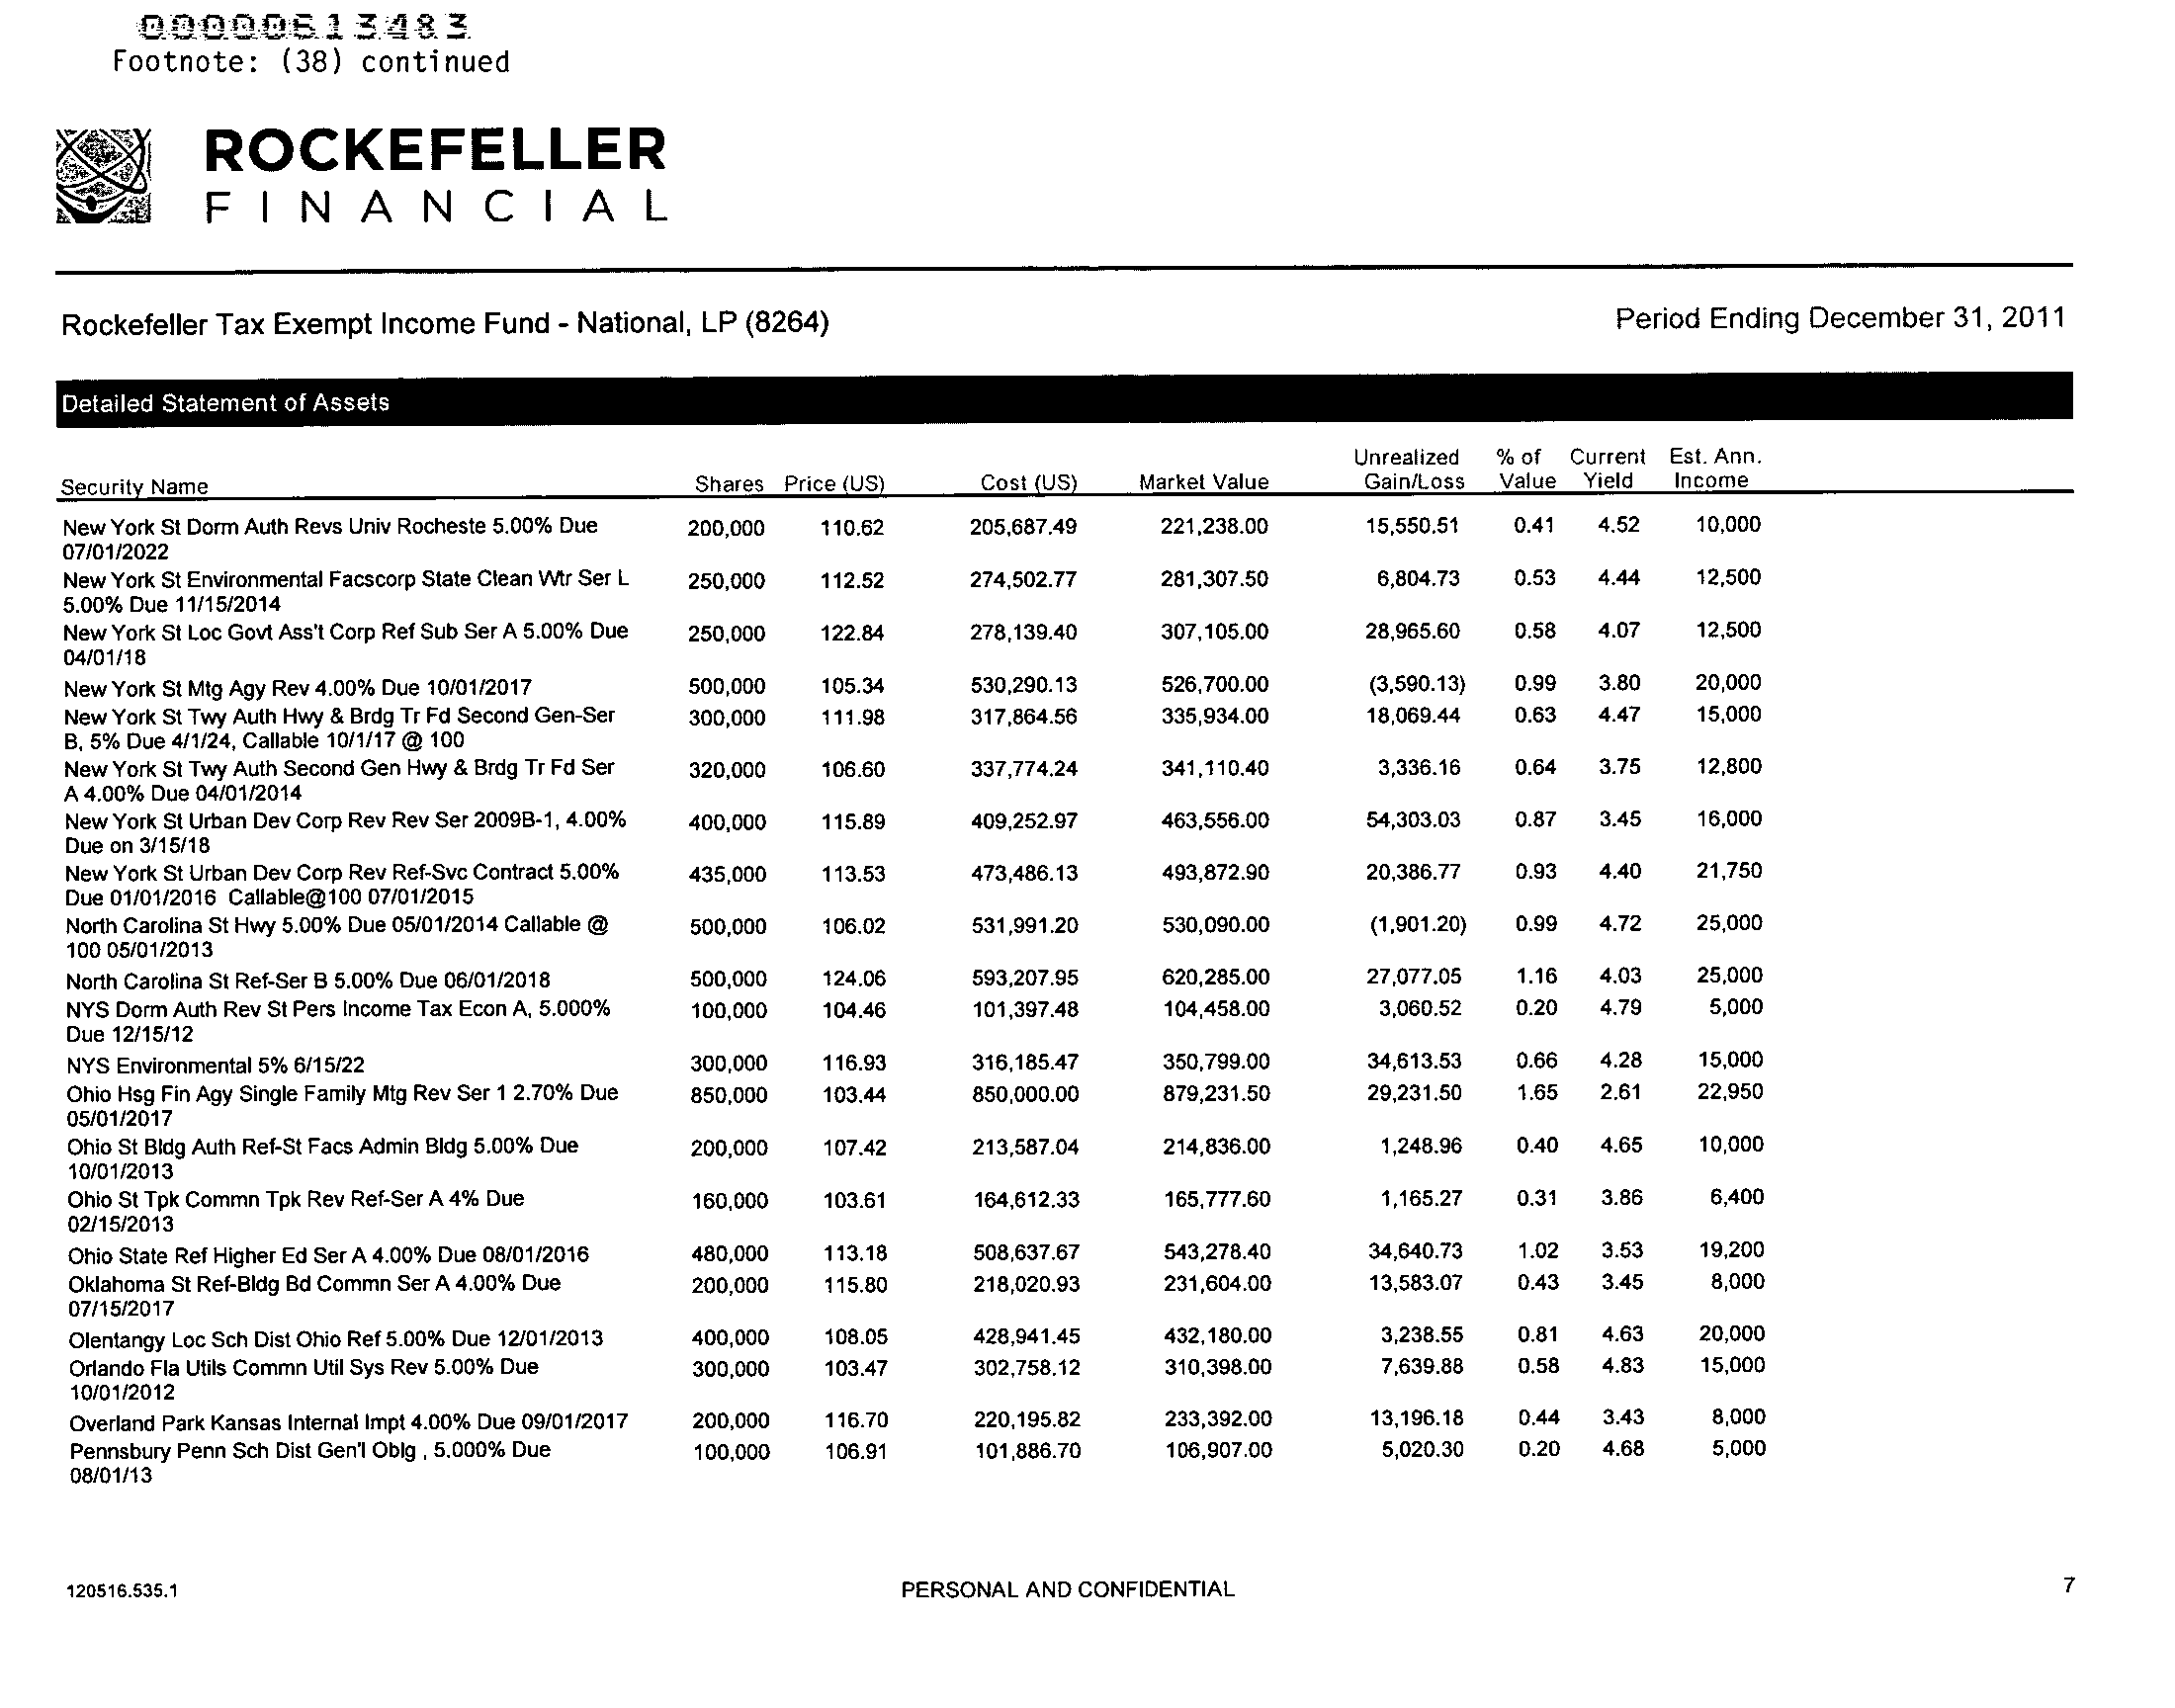 00000613483
Footnote: (38) continued
ROCKEFELLER
FINANCIAL
Rockefeller Tax Exempt Income Fund - National, LP (8264) Period Ending December 31, 2011
Detailed Statement of Assets
Unrealized % of Current Est. Ann.
Security Name Shares Price (US) Cost (US) Market Value Gain/Loss Value Yield Income
New York St Dorm Auth Revs Univ Rocheste 5.00% Due 200,000 110.62 205,687.49 221,238.00 15,550.51 0.41 4.52 10,000
07/01/2022
New York St Environmental Facscorp State Clean Wtr Ser L 250,000 112.52 274,502.77 281,307.50 6,804.73 0.53 4.44 12,500
5.00% Due 11/15/2014
New York St Loc Govt Ass't Corp Ref Sub Ser A 5.00% Due 250,000 122.84 278,139.40 307,105.00 28,965.60 0.58 4.07 12,500
04/01/18
New York St Mtg Agy Rev 4.00% Due 10/01/2017 500,000 105.34 530,290.13 526,700.00 (3,590.13) 0.99 3.80 20,000
New York St Twy Auth Hwy & Brdg Tr Fd Second Gen-Ser 300,000 111.98 317,864.56 335,934.00 18,069.44 0.63 4.47 15,000
B, 5% Due 4/1/24, Callable 10/1/17 @ 100
New York St Twy Auth Second Gen Hwy & Brdg Tr Fd Ser 320,000 106.60 337,774.24 341,110.40 3,336.16 0.64 3.75 12,800
A 4.00% Due 04/01/2014
New York St Urban Dev Corp Rev Rev Ser 2009B-1, 4.00% 400,000 115.89 409,252.97 463,556.00 54,303.03 0.87 3.45 16,000
Due on 3/15/18
New York St Urban Dev Corp Rev Ref-Svc Contract 5.00% 435,000 113.53 473,486.13 493,872.90 20,386.77 0.93 4.40 21,750
Due 01/01/2016 Callable@100 07/01/2015
North Carolina St Hwy 5.00% Due 05/01/2014 Callable @ 500,000 106.02 531,991.20 530,090.00 (1,901.20) 0.99 4.72 25,000
100 05/01/2013
North Carolina St Ref-Ser B 5.00% Due 06/01/2018 500,000 124.06 593,207.95 620,285.00 27,077.05 1.16 4.03 25,000
NYS Dorm Auth Rev St Pers Income Tax Econ A, 5.000% 100,000 104.46 101,397.48 104,458.00 3,060.52 0.20 4.79 5,000
Due 12/15/12
NYS Environmental 5% 6/15/22 300,000 116.93 316,185.47 350,799.00 34,613.53 0.66 4.28 15,000
Ohio Hsg Fin Agy Single Family Mtg Rev Ser 1 2.70% Due 850,000 103.44 850,000.00 879,231.50 29,231.50 1.65 2.61 22,950
05/01/2017
Ohio St Bldg Auth Ref-St Facs Admin Bldg 5.00% Due 200,000 107.42 213,587.04 214,836.00 1,248.96 0.40 4.65 10,000
10/01/2013
Ohio St Tpk Commn Tpk Rev Ref-Ser A 4% Due 160,000 103.61 164,612.33 165,777.60 1,165.27 0.31 3.86 6,400
02/15/2013
Ohio State Ref Higher Ed Ser A 4.00% Due 08/01/2016 480,000 113.18 508,637.67 543,278.40 34,640.73 1.02 3.53 19,200
Oklahoma St Ref-Bldg Bd Commn Ser A 4.00% Due 200,000 115.80 218,020.93 231,604.00 13,583.07 0.43 3.45 8,000
07/15/2017
Olentangy Loc Sch Dist Ohio Ref 5.00% Due 12/01/2013 400,000 108.05 428,941.45 432,180.00 3,238.55 0.81 4.63 20,000
Orlando Fla Utils Commn Util Sys Rev 5.00% Due 300,000 103.47 302,758.12 310,398.00 7,639.88 0.58 4.83 15,000
10/01/2012
Overland Park Kansas Internal Impt 4.00% Due 09/01/2017 200,000 116.70 220,195.82 233,392.00 13,196.18 0.44 3.43 8,000
Pennsbury Penn Sch Dist Gen'l Oblg , 5.000% Due 100,000 106.91 101,886.70 106,907.00 5,020.30 0.20 4.68 5,000
08/01/13
120516.535.1 PERSONAL AND CONFIDENTIAL 7